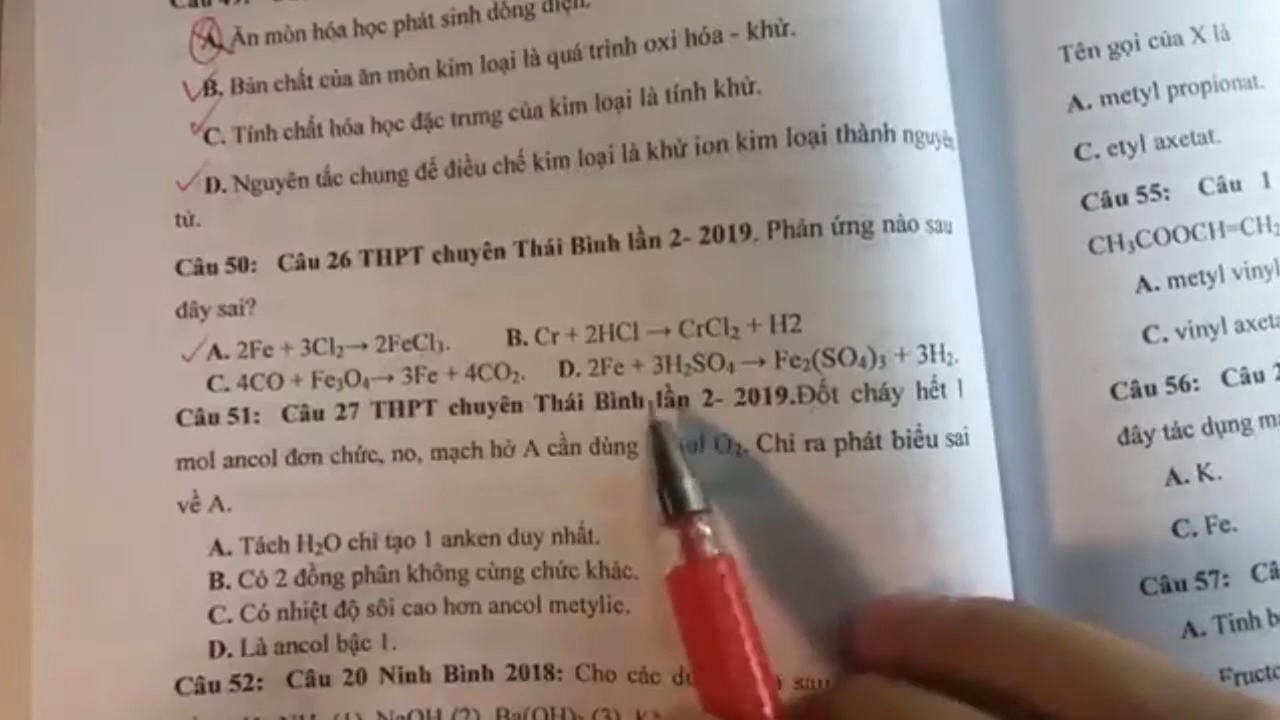 A. Ăn mòn hóa học phát sinh dòng điện.
B. Bản chất của ăn mòn kim loại là quá trình oxi hóa - khử.
C. Tính chất hóa học đặc trưng của kim loại là tính khử.
D. Nguyên tắc chung để điều chế kim loại là khử ion kim loại thành nguyên
tử.
Câu 50: Câu 26 THPT chuyên Thái Bình lần 2- 2019. Phản ứng nào sau
đây sai?
A. 2Fe + 3Cl₂→ 2FeCl₃. B. Cr + 2HCl → CrCl₂ + H2
C. 4CO + Fe₃O₄→ 3Fe + 4CO₂. D. 2Fe + 3H₂SO₄ → Fe₂(SO₄)₃ + 3H₂.
Câu 51: Câu 27 THPT chuyên Thái Bình lần 2- 2019.Đốt cháy hết 1
mol ancol đơn chức, no, mạch hở A cần dùng O₂. Chỉ ra phát biểu sai
về A.
A. Tách H₂O chỉ tạo 1 anken duy nhất.
B. Có 2 đồng phân không cùng chức khác.
C. Có nhiệt độ sôi cao hơn ancol metylic.
D. Là ancol bậc 1.
Câu 52: Câu 20 Ninh Bình 2018: Cho các sau
(1) NaOH (2) Ba(OH)₂ (3)
Tên gọi của X là
A. metyl propionat.
C. etyl axetat.
Câu 55: Câu 1
CH₃COOCH=CH₂
A. metyl vinyl
C. vinyl
Câu 56: Câu
đây tác dụng
A. K.
C. Fe.
Câu 57:
A. Tinh